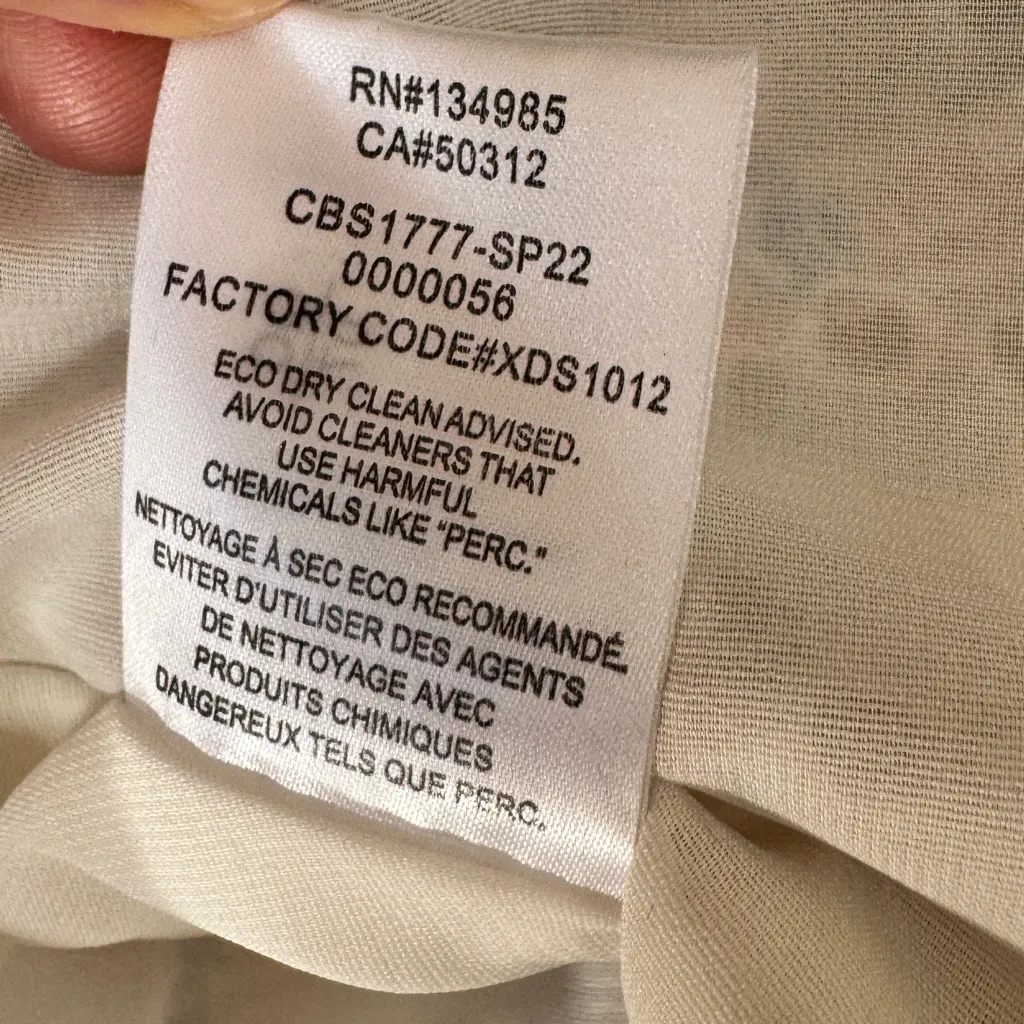 RN#134985
CA#50312
CBS1777-SP22
0000056
FACTORY CODE#XDS1012
ECO DRY CLEAN ADVISED.
AVOID CLEANERS THAT
USE HARMFUL
CHEMICALS LIKE “PERC.”
NETTOYAGE À SEC ECO RECOMMANDÉ.
EVITER D'UTILISER DES AGENTS
DE NETTOYAGE AVEC
PRODUITS CHIMIQUES
DANGEREUX TELS QUE PERC.